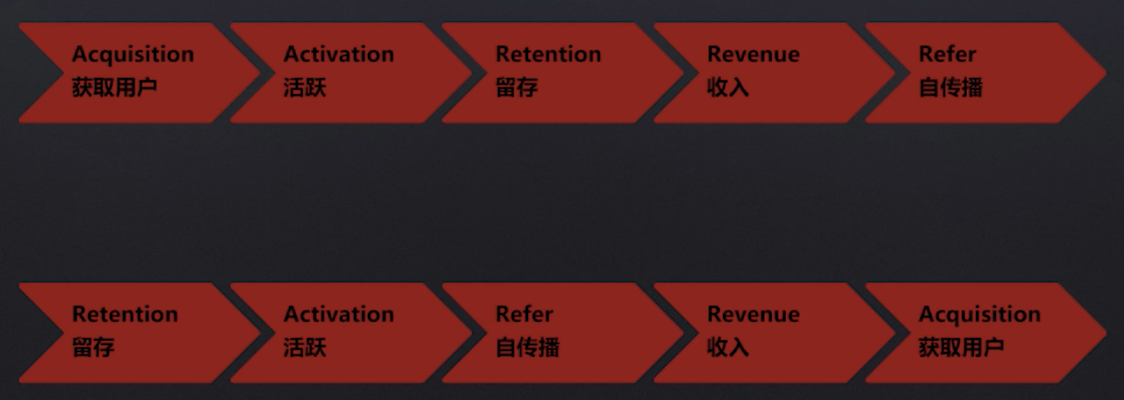 Acquisition
获取用户
Activation
活跃
Retention
留存
Revenue
收入
Refer
自传播
Retention
留存
Activation
活跃
Refer
自传播
Revenue
收入
Acquisition
获取用户